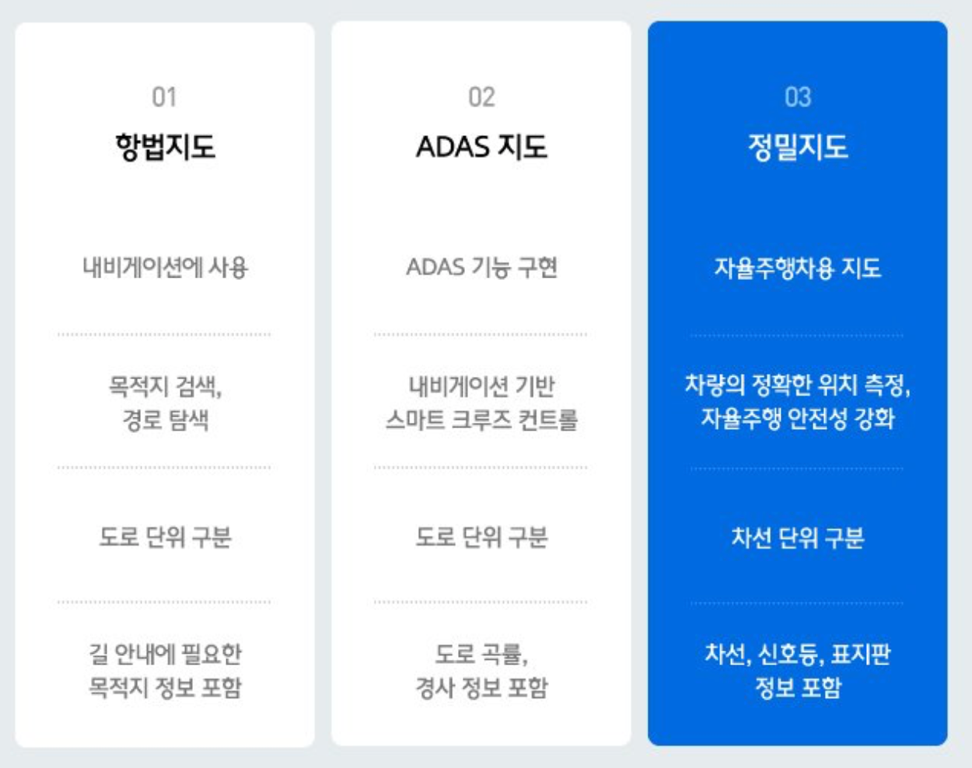 01
항법지도
내비게이션에 사용
목적지 검색,
경로 탐색
도로 단위 구분
길 안내에 필요한
목적지 정보 포함
02
ADAS 지도
ADAS 기능 구현
내비게이션 기반
스마트 크루즈 컨트롤
도로 단위 구분
도로 곡률,
경사 정보 포함
03
정밀지도
자율주행차용 지도
차량의 정확한 위치 측정,
자율주행 안전성 강화
차선 단위 구분
차선, 신호등, 표지판
정보 포함